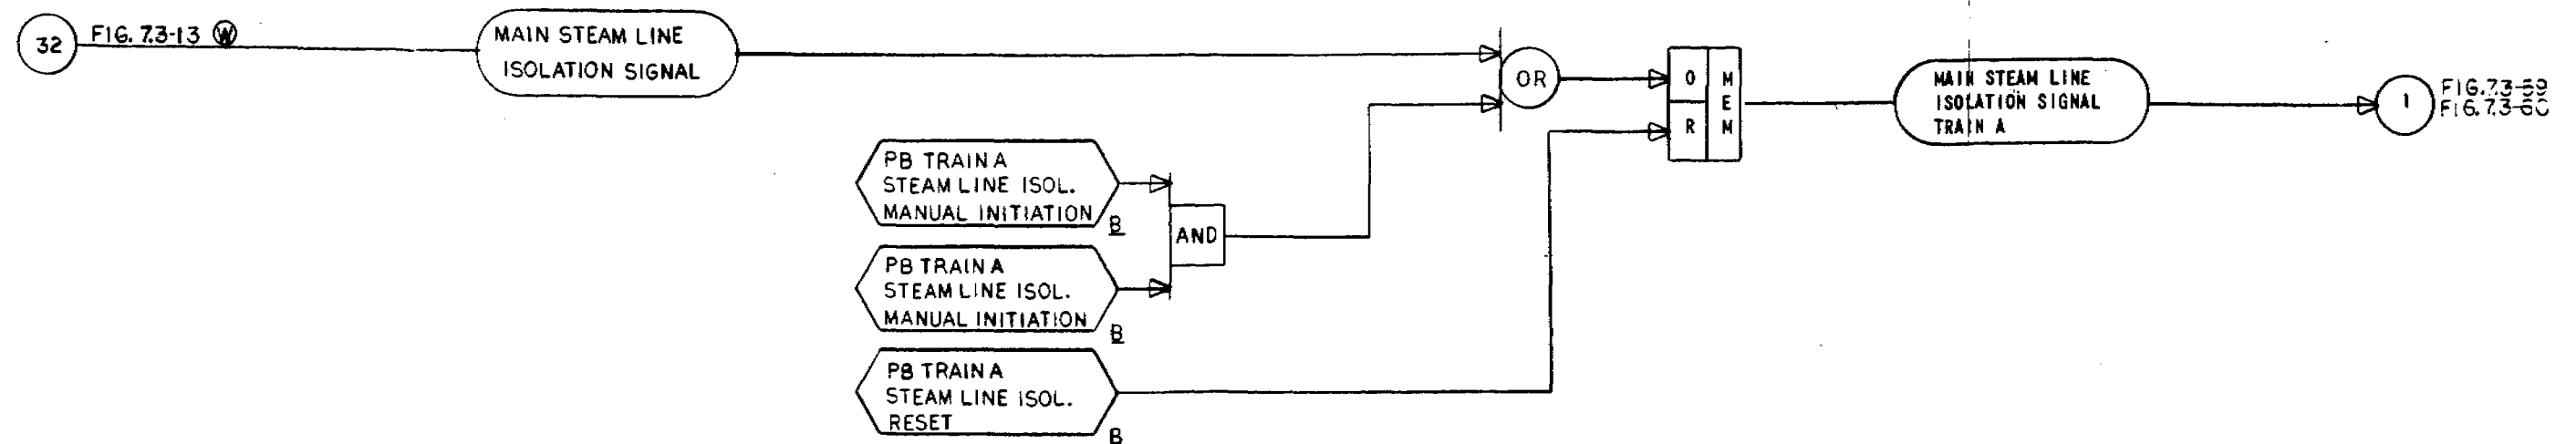 32
FIG. 7.3-13 W
MAIN STEAM LINE
ISOLATION SIGNAL
OR
O
R
MEM
MAIN STEAM LINE
ISOLATION SIGNAL
TRAIN A
1
FIG. 7.3-59
FIG. 7.3-60
PB TRAIN A
STEAM LINE ISOL.
MANUAL INITIATION
B
AND
PB TRAIN A
STEAM LINE ISOL.
MANUAL INITIATION
B
PB TRAIN A
STEAM LINE ISOL.
RESET
B